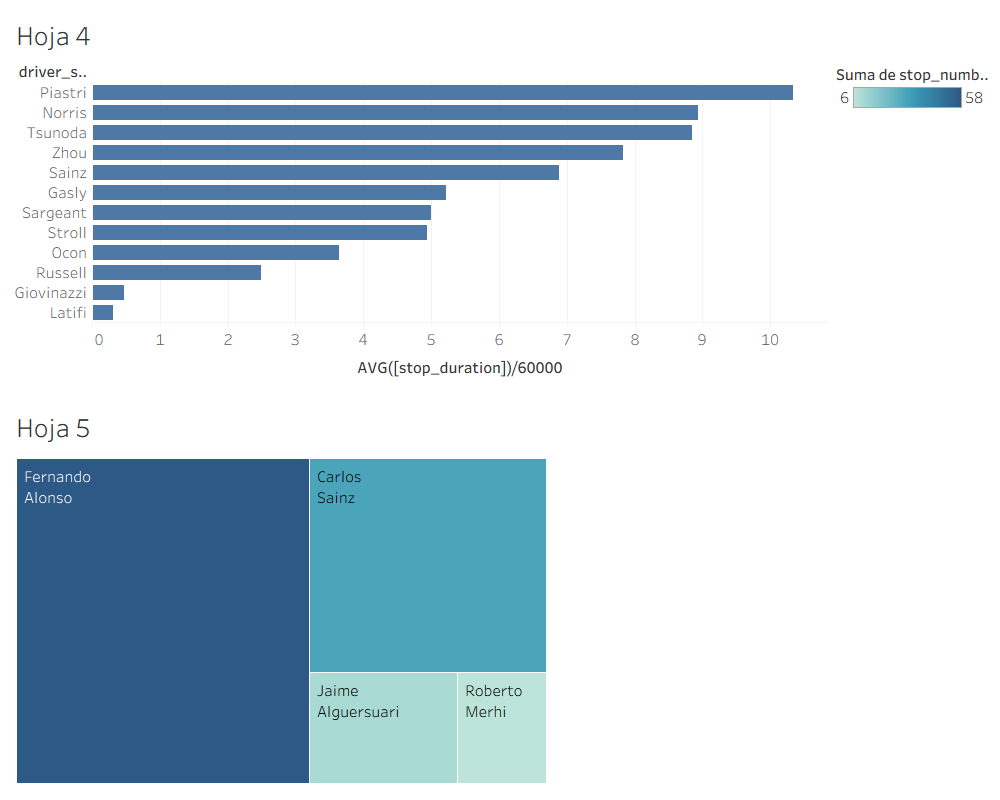 Hoja 4
driver_s..
Suma de stop_numb..
6
58
Piastri
Norris
Tsunoda
Zhou
Sainz
Gasly
Sargeant
Stroll
Ocon
Russell
Giovinazzi
Latifi
0 1 2 3 4 5 6 7 8 9 10
AVG([stop_duration])/60000
Hoja 5
Fernando
Alonso
Carlos
Sainz
Jaime
Alguersuari
Roberto
Merhi